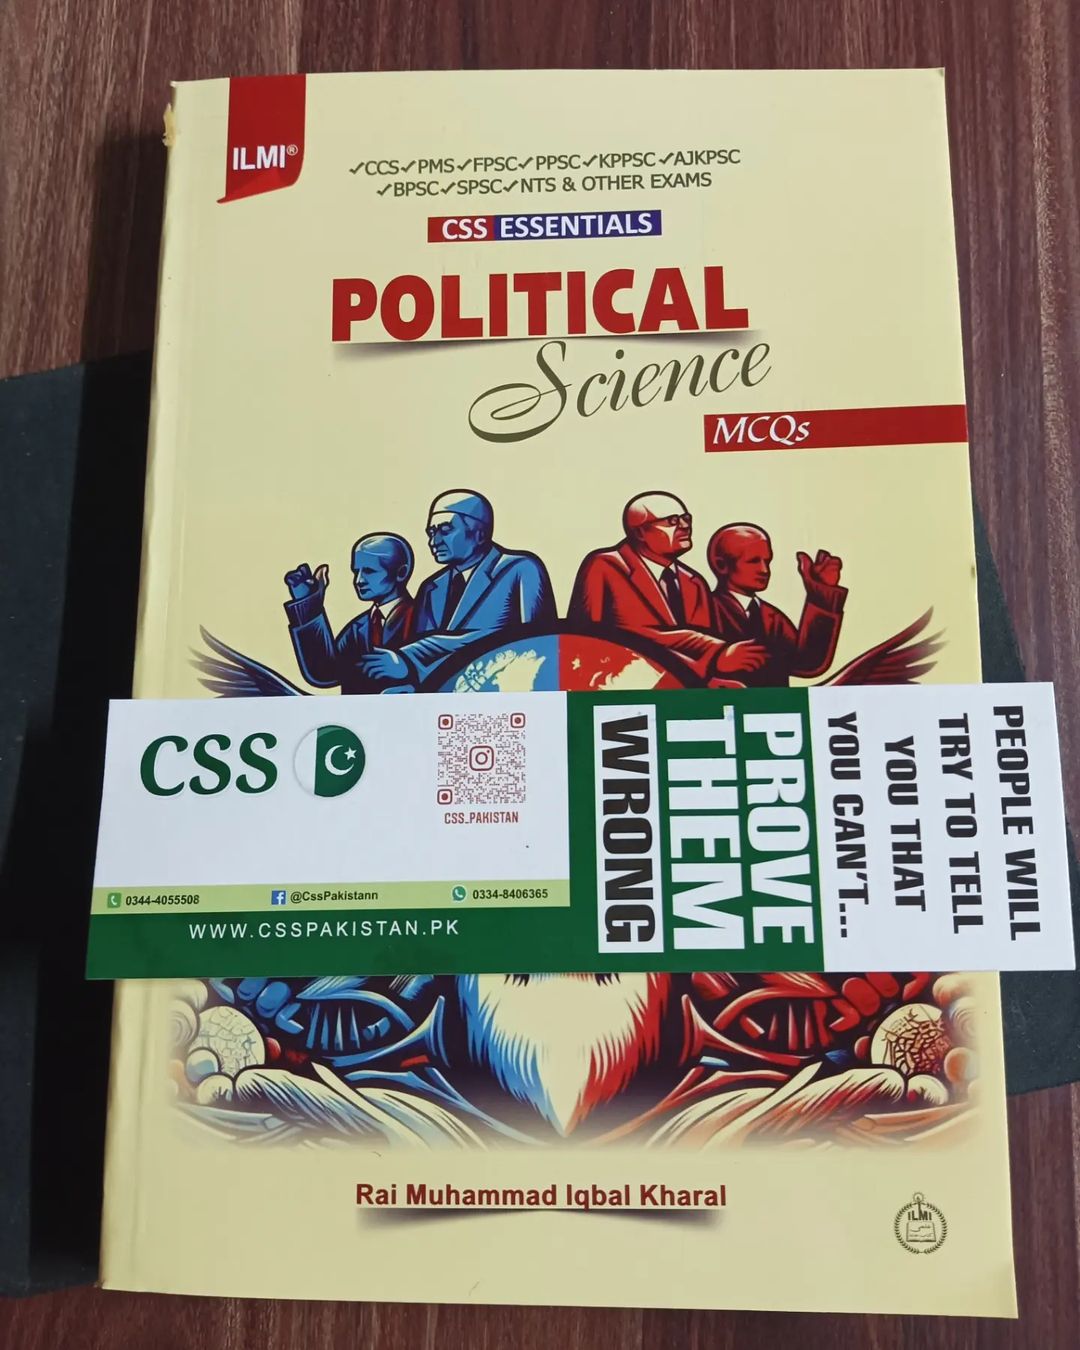 ILMI®
✓CCS✓PMS✓FPSC✓PPSC✓KPPSC✓AJKPSC
✓BPSC✓SPSC✓NTS & OTHER EXAMS
CSS ESSENTIALS
POLITICAL
Science
MCQs
CSS
CSS_PAKISTAN
0344-4055508 @CssPakistann 0334-8406365
WWW.CSSPAKISTAN.PK
PEOPLE WILL
TRY TO TELL
YOU THAT
YOU CAN'T...
PROVE
THEM
WRONG
Rai Muhammad Iqbal Kharal
ILMI